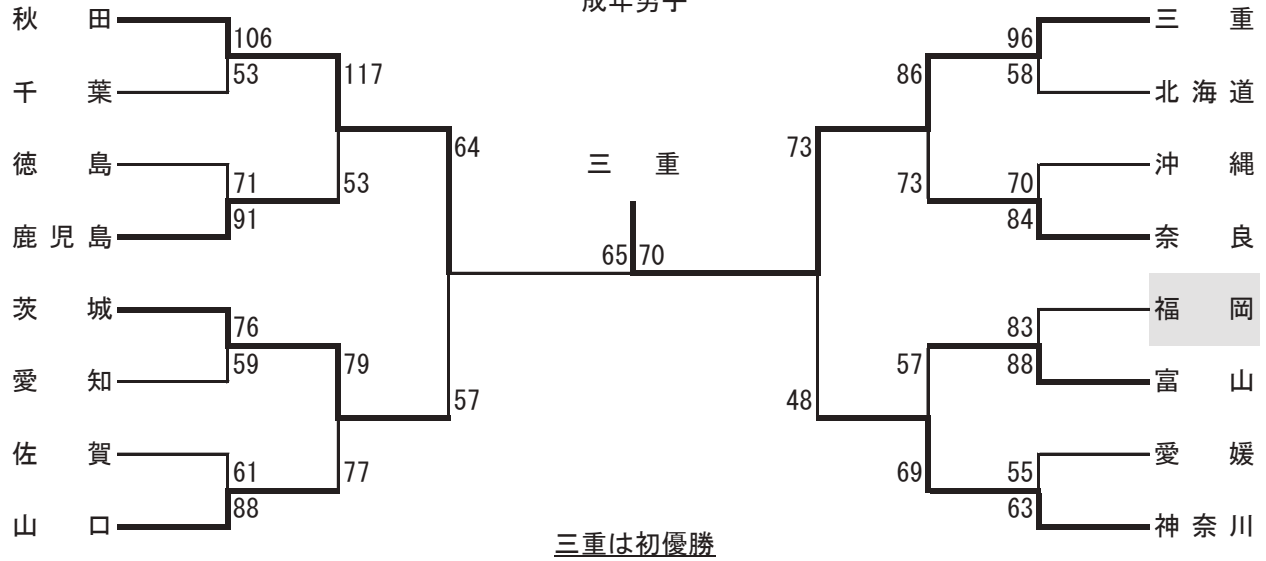 成年男子
秋 田
106
53
千 葉
117
徳 島
71
91
鹿 児 島
53
64
茨 城
76
59
愛 知
79
佐 賀
61
88
山 口
77
57
三 重
65 70
三 重
96
58
北 海 道
86
沖 縄
70
84
奈 良
73
73
福 岡
83
88
富 山
57
愛 媛
55
63
神 奈 川
69
48
三重は初優勝